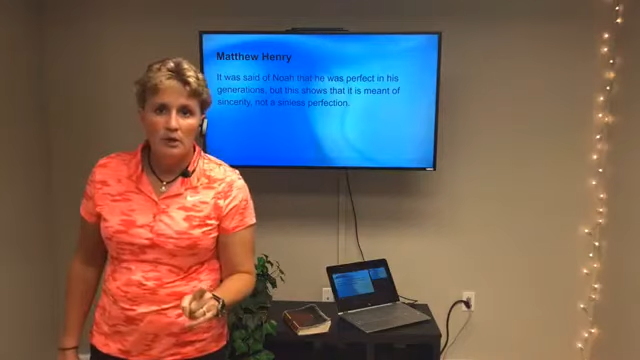 Matthew Henry
It was said of Noah that he was perfect in his
generations, but this shows that it is meant of
sincerity, not a sinless perfection.